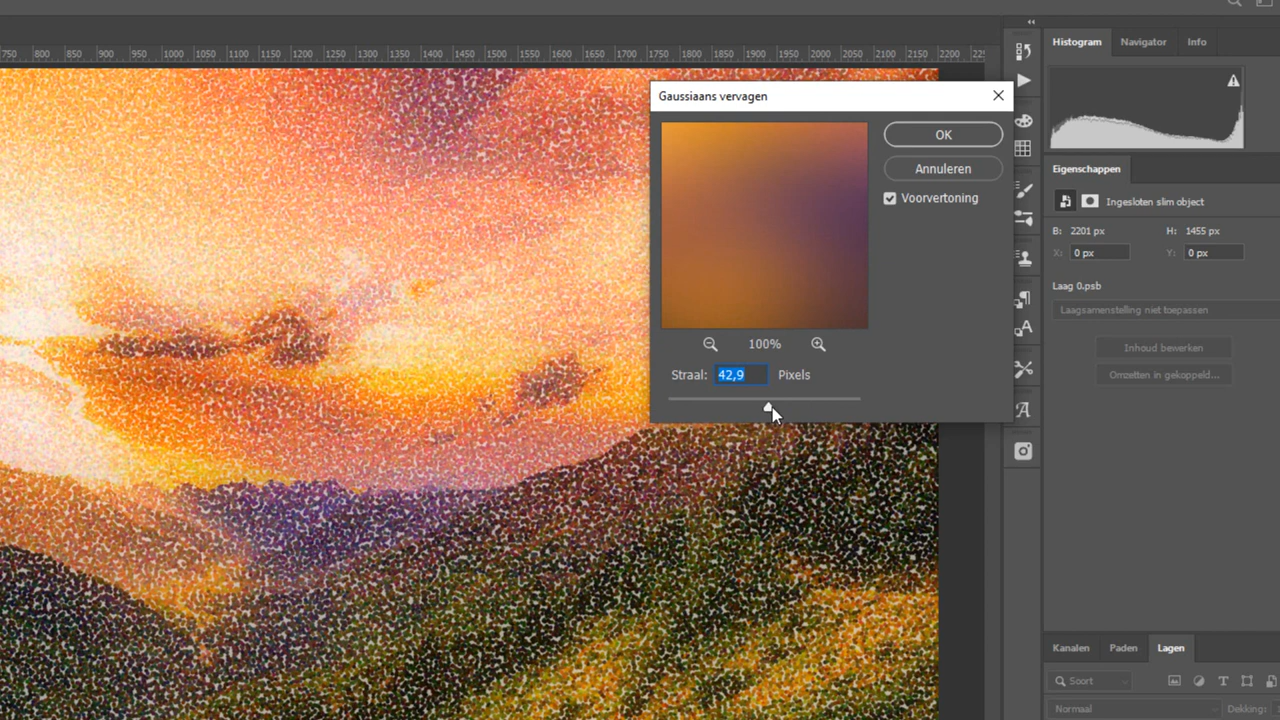 750 800 850 900 950 1000 1050 1100 1150 1200 1250 1300 1350 1400 1450 1500 1550 1600 1650 1700 1750 1800 1850 1900 1950 2000 2050 2100 2150 2200
Histogram Navigator Info
Gaussiaans vervagen
OK
Annuleren
Voorvertoning
100%
Straal: 42,9 Pixels
Eigenschappen
Ingesloten slim object
B: 2201 px H: 1455 px
X: 0 px Y: 0 px
Laag 0.psb
Laagsamenstelling niet toepassen
Inhoud bewerken
Omzetten in gekoppeld...
Kanalen Paden Lagen
Soort
Normaal Dekking: